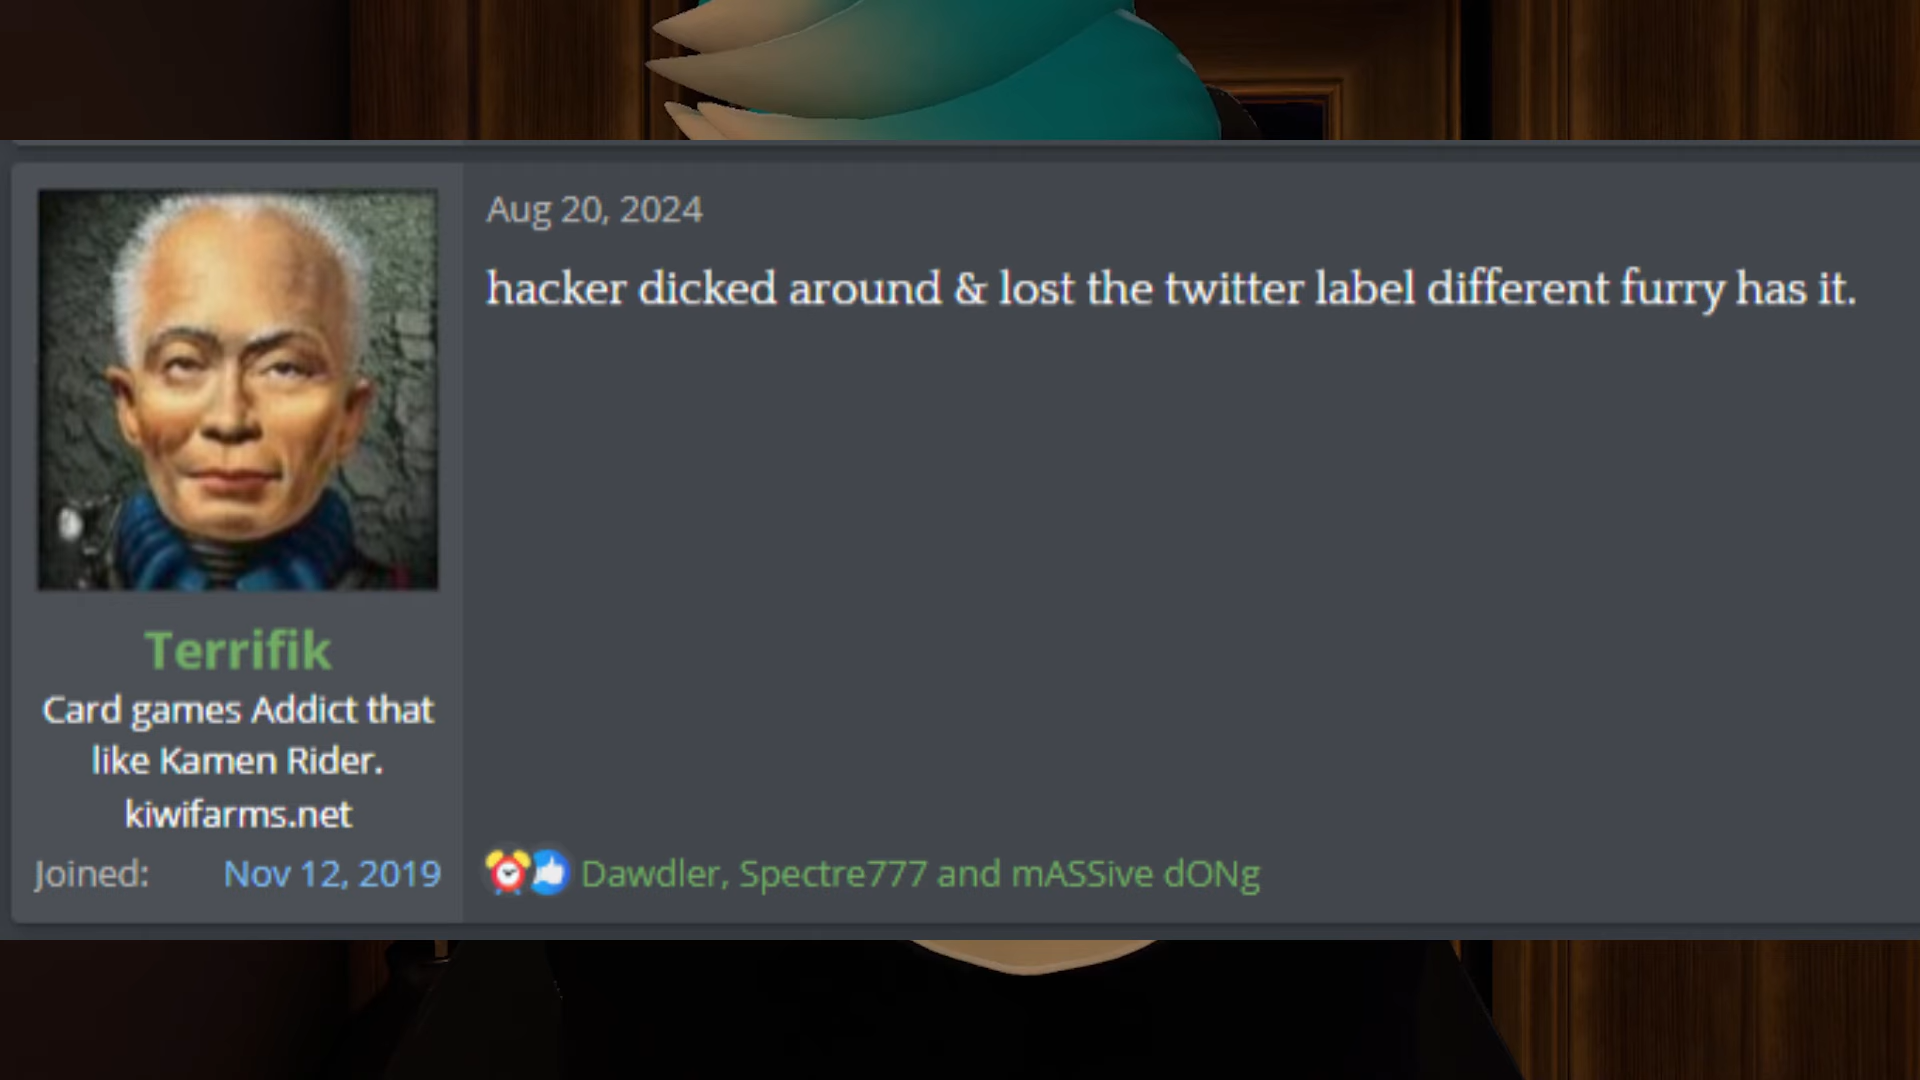 Aug 20, 2024
hacker dicked around & lost the twitter label different furry has it.
Terrifik
Card games Addict that
like Kamen Rider.
kiwifarms.net
Joined: Nov 12, 2019
Dawdler, Spectre777 and mASSive dONg